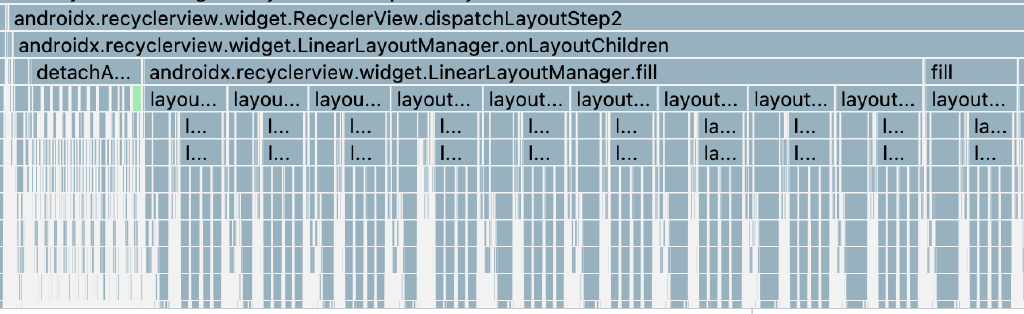 androidx.recyclerview.widget.RecyclerView.dispatchLayoutStep2
androidx.recyclerview.widget.LinearLayoutManager.onLayoutChildren
detachA... androidx.recyclerview.widget.LinearLayoutManager.fill fill
layou... layou... layou... layout... layout... layout... layout... layout... layout... layout...
l... l... l... l... l... l... la... l... l... la...
l... l... l... l... l... l... la... l... l... la...